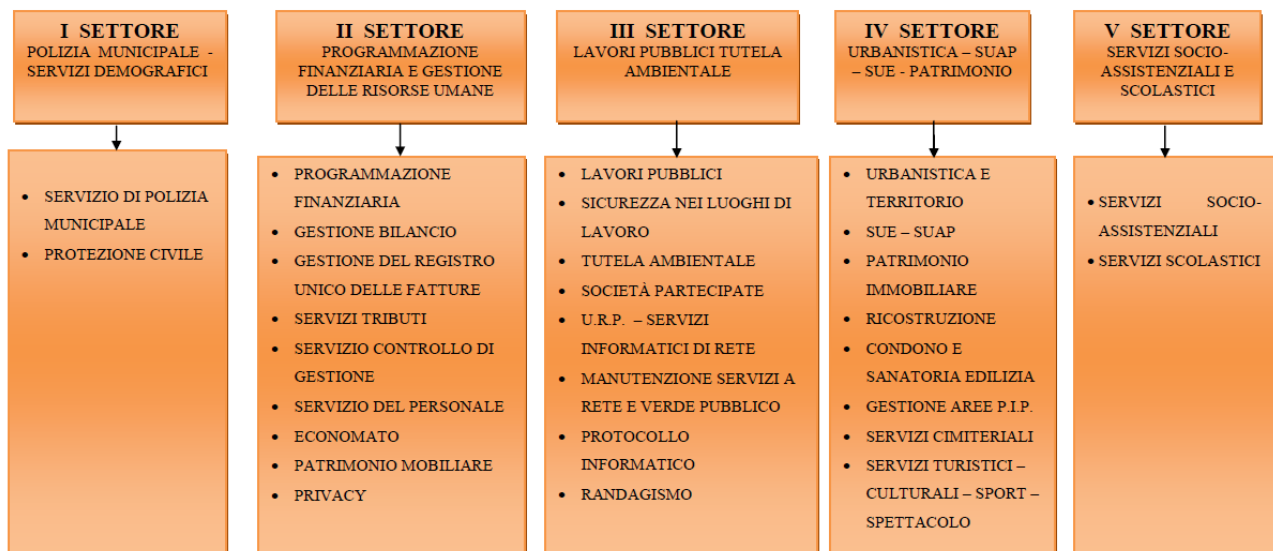 I SETTORE
POLIZIA MUNICIPALE -
SERVIZI DEMOGRAFICI
II SETTORE
PROGRAMMAZIONE
FINANZIARIA E GESTIONE
DELLE RISORSE UMANE
III SETTORE
LAVORI PUBBLICI TUTELA
AMBIENTALE
IV SETTORE
URBANISTICA – SUAP
– SUE - PATRIMONIO
V SETTORE
SERVIZI SOCIO-
ASSISTENZIALI E
SCOLASTICI
• SERVIZIO DI POLIZIA
MUNICIPALE
• PROTEZIONE CIVILE
• PROGRAMMAZIONE
FINANZIARIA
• GESTIONE BILANCIO
• GESTIONE DEL REGISTRO
UNICO DELLE FATTURE
• SERVIZI TRIBUTI
• SERVIZIO CONTROLLO DI
GESTIONE
• SERVIZIO DEL PERSONALE
• ECONOMATO
• PATRIMONIO MOBILIARE
• PRIVACY
• LAVORI PUBBLICI
• SICUREZZA NEI LUOGHI DI
LAVORO
• TUTELA AMBIENTALE
• SOCIETÀ PARTECIPATE
• U.R.P. – SERVIZI
INFORMATICI DI RETE
• MANUTENZIONE SERVIZI A
RETE E VERDE PUBBLICO
• PROTOCOLLO
INFORMATICO
• RANDAGISMO
• URBANISTICA E
TERRITORIO
• SUE – SUAP
• PATRIMONIO
IMMOBILIARE
• RICOSTRUZIONE
• CONDONO E
SANATORIA EDILIZIA
• GESTIONE AREE P.I.P.
• SERVIZI CIMITERIALI
• SERVIZI TURISTICI –
CULTURALI – SPORT –
SPETTACOLO
• SERVIZI SOCIO-
ASSISTENZIALI
• SERVIZI SCOLASTICI